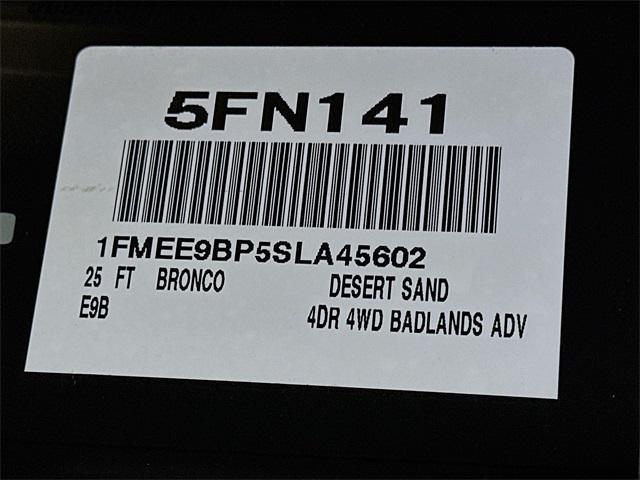 5FN141
1FMEE9BP5SLA45602
25 FT BRONCO DESERT SAND
E9B 4DR 4WD BADLANDS ADV